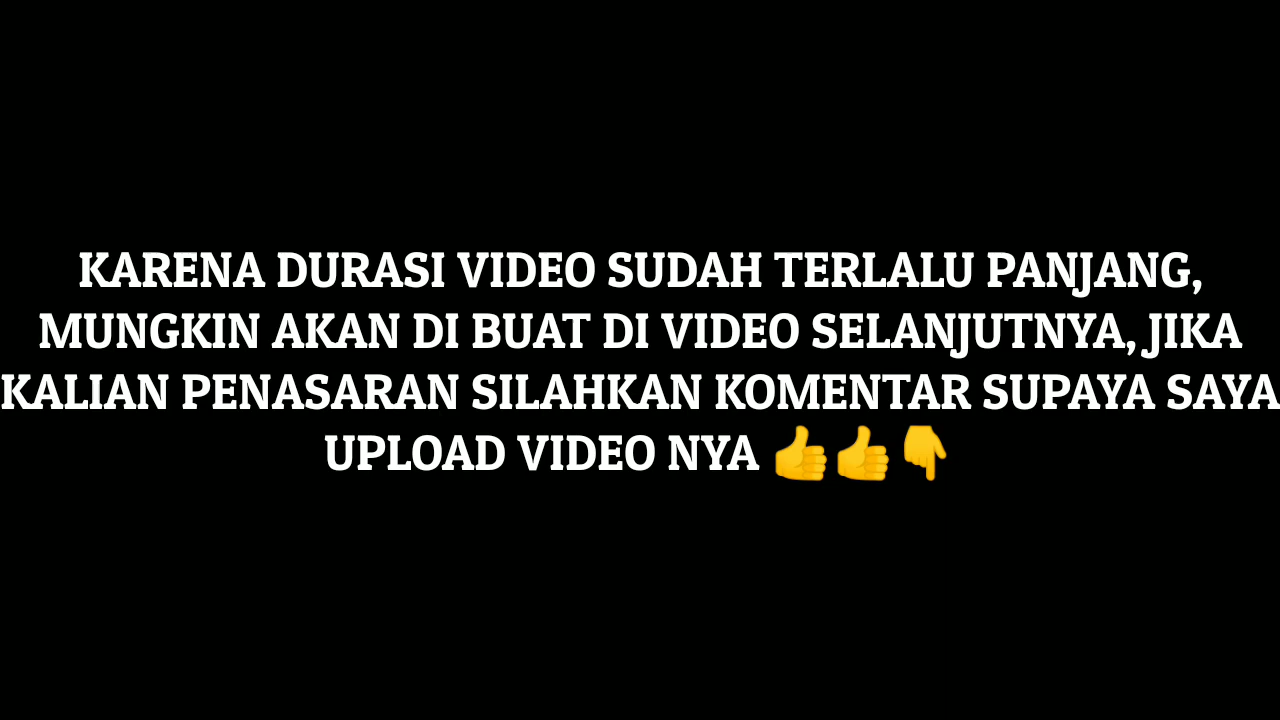 KARENA DURASI VIDEO SUDAH TERLALU PANJANG,
MUNGKIN AKAN DI BUAT DI VIDEO SELANJUTNYA, JIKA
KALIAN PENASARAN SILAHKAN KOMENTAR SUPAYA SAYA
UPLOAD VIDEO NYA 👍👍👇